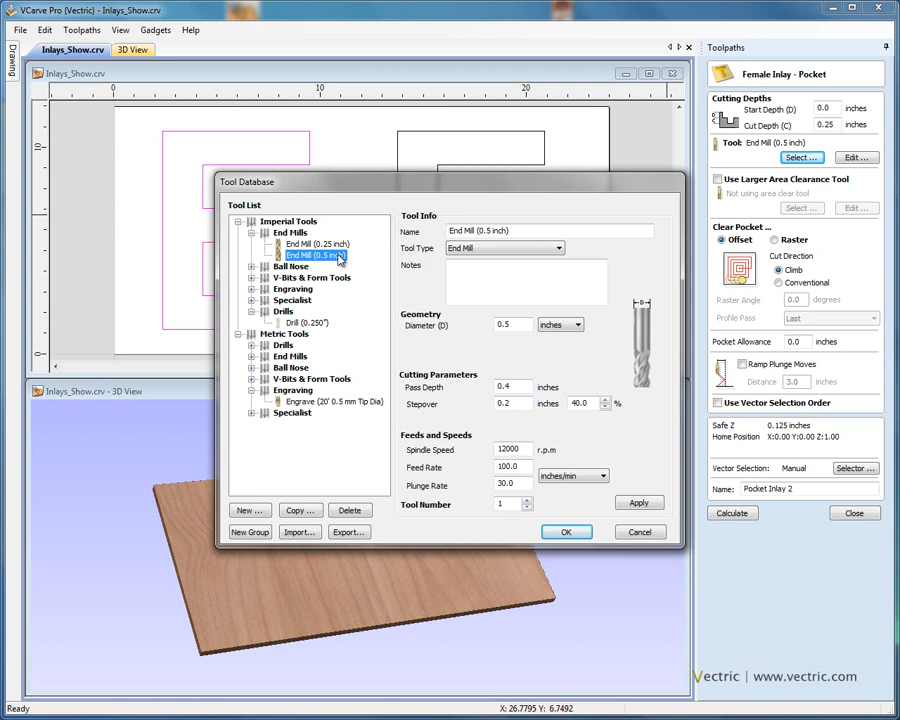 VCarve Pro {Vectric} - Inlays_Show.crv
File Edit Toolpaths View Gadgets Help
Drawing
Inlays_Show.crv 3D View
Inlays_Show.crv
0 10 20
10
0
Inlays_Show.crv - 3D View
Tool Database
Tool List
Imperial Tools
End Mills
End Mill (0.25 inch)
End Mill (0.5 inch)
Ball Nose
V-Bits & Form Tools
Engraving
Specialist
Drills
Drill (0.250")
Metric Tools
Drills
End Mills
Ball Nose
V-Bits & Form Tools
Engraving
Engrave (20' 0.5 mm Tip Dia)
Specialist
New ... Copy ... Delete
New Group Import... Export...
Tool Info
Name End Mill (0.5 inch)
Tool Type End Mill
Notes
Geometry
Diameter (D) 0.5 inches
D
Cutting Parameters
Pass Depth 0.4 inches
Stepover 0.2 inches 40.0 %
Feeds and Speeds
Spindle Speed 12000 r.p.m
Feed Rate 100.0
inches/min
Plunge Rate 30.0
Tool Number 1
Apply
OK Cancel
Toolpaths
Female Inlay - Pocket
Cutting Depths
Start Depth (D) 0.0 inches
Cut Depth (C) 0.25 inches
Tool: End Mill (0.5 inch)
Select ... Edit ...
Use Larger Area Clearance Tool
Not using area clear tool
Select ... Edit ...
Clear Pocket ...
Offset Raster
Cut Direction
Climb
Conventional
Raster Angle 0.0 degrees
Profile Pass Last
Pocket Allowance 0.0 inches
Ramp Plunge Moves
Distance 3.0 inches
Use Vector Selection Order
Safe Z 0.125 inches
Home Position X:0.00 Y:0.00 Z:1.00
Vector Selection: Manual Selector ...
Name: Pocket Inlay 2
Calculate Close
Vectric | www.vectric.com
Ready X: 26.7795 Y: 6.7492